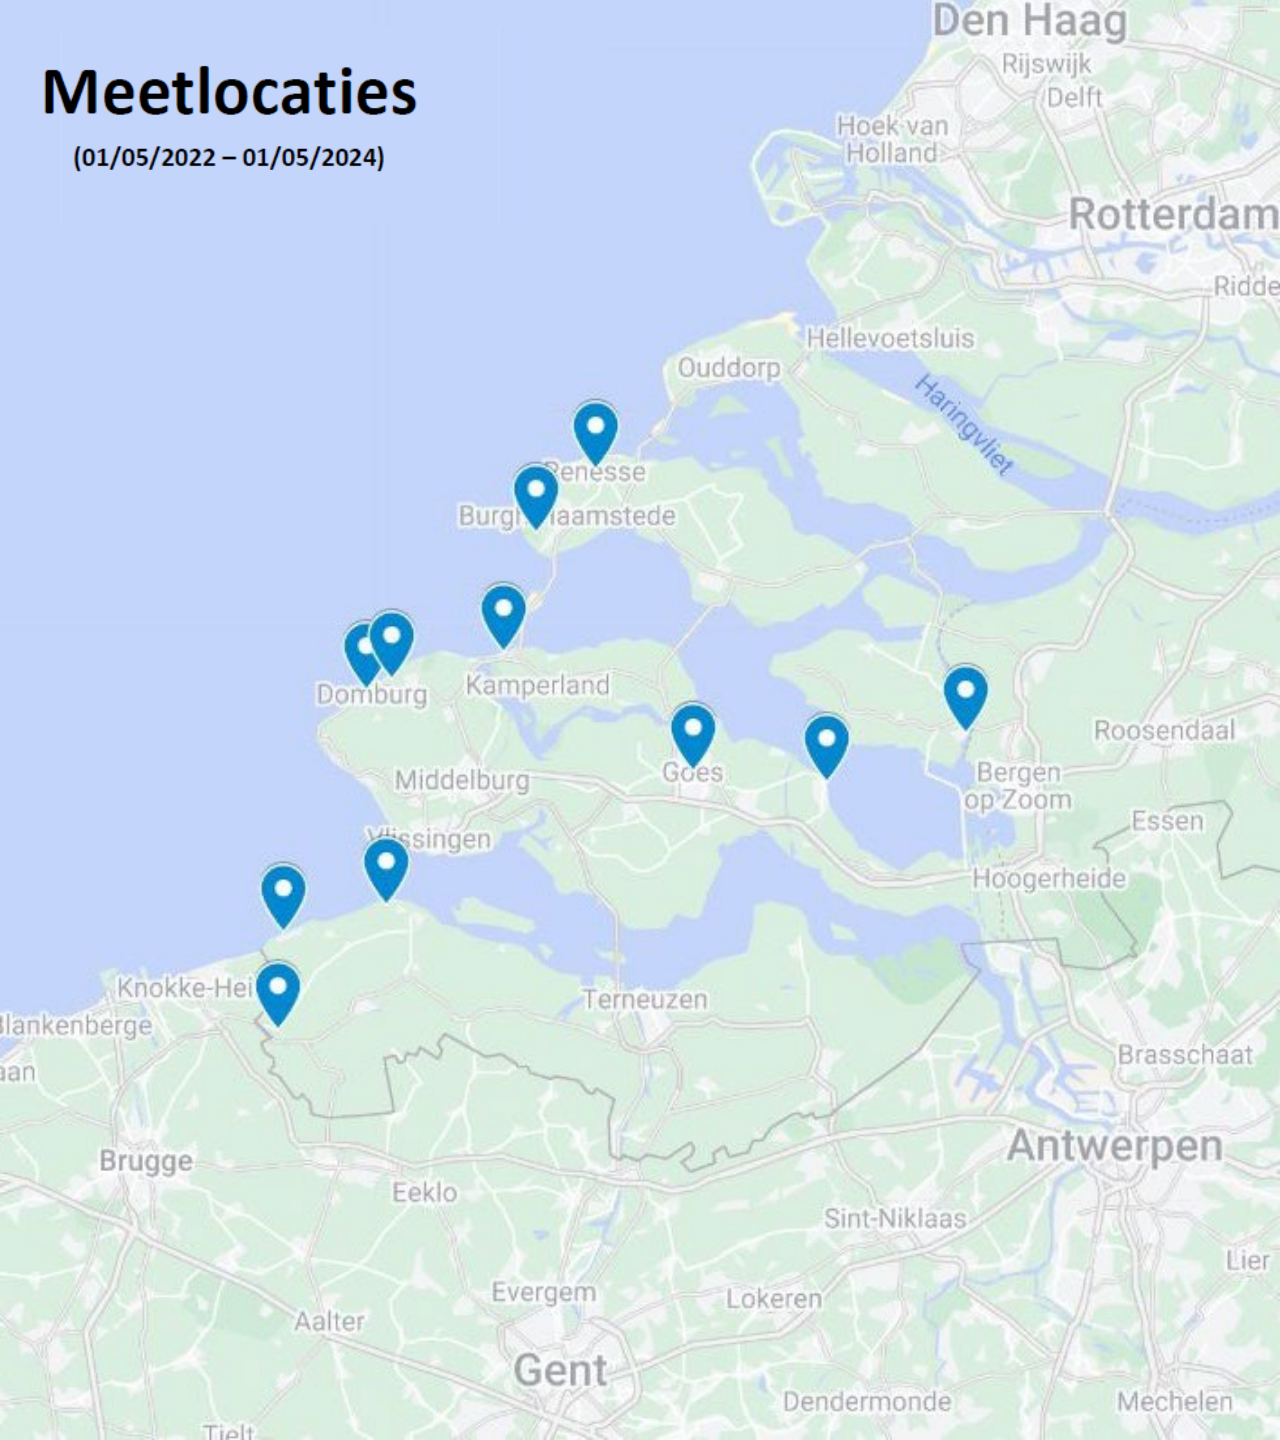 Den Haag
Meetlocaties
Rijswijk
Delft
(01/05/2022 – 01/05/2024)
Hoek van
Holland
Rotterdam
Ridde
Hellevoetsluis
Ouddorp
Haringvliet
Renesse
Burgh Haamstede
Domburg
Kamperland
Roosendaal
Goes
Middelburg
Bergen
op Zoom
Essen
Vlissingen
Hoogerheide
Knokke-Hei
Terneuzen
Blankenberge
Brasschaat
aan
Antwerpen
Brugge
Eeklo
Sint-Niklaas
Lier
Evergem
Lokeren
Aalter
Gent
Dendermonde
Mechelen
Tielt